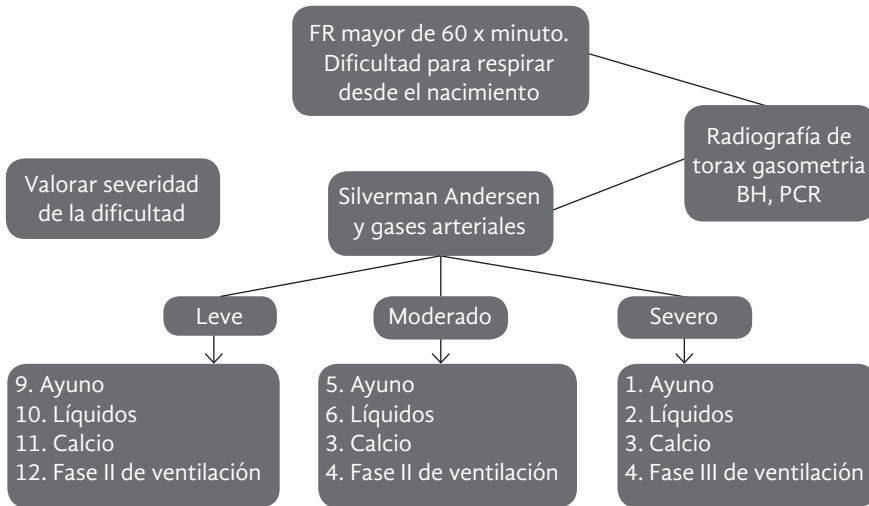 FR mayor de 60 x minuto.
Dificultad para respirar
desde el nacimiento
Radiografía de
torax gasometria
BH, PCR
Valorar severidad
de la dificultad
Silverman Andersen
y gases arteriales
Leve
Moderado
Severo
9. Ayuno
10. Líquidos
11. Calcio
12. Fase II de ventilación
5. Ayuno
6. Líquidos
3. Calcio
4. Fase II de ventilación
1. Ayuno
2. Líquidos
3. Calcio
4. Fase III de ventilación